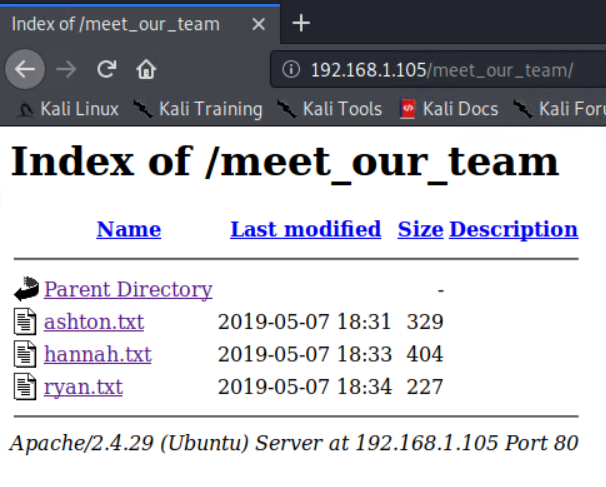 Index of /meet_our_team
192.168.1.105/meet_our_team/
Kali Linux Kali Training Kali Tools Kali Docs Kali Foru
Index of /meet_our_team
Name Last modified Size Description
Parent Directory -
ashton.txt 2019-05-07 18:31 329
hannah.txt 2019-05-07 18:33 404
ryan.txt 2019-05-07 18:34 227
Apache/2.4.29 (Ubuntu) Server at 192.168.1.105 Port 80